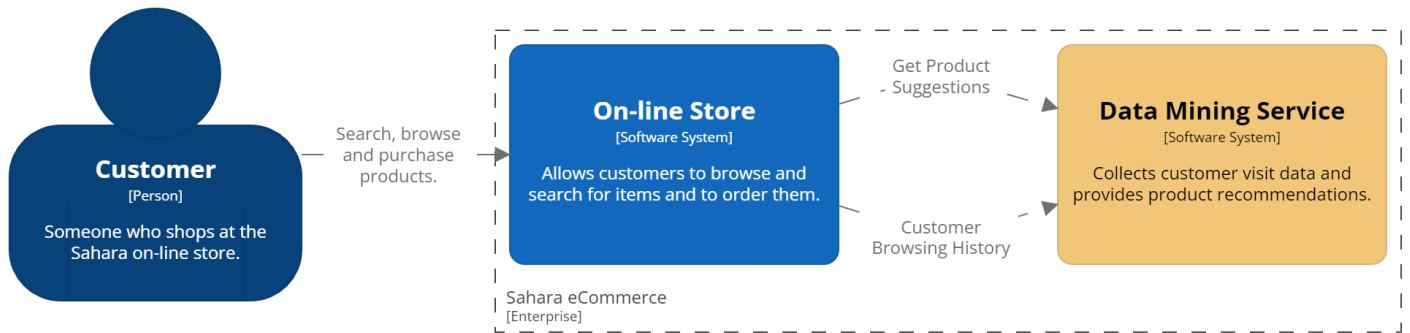 Customer
[Person]
Someone who shops at the
Sahara on-line store.
Search, browse
and purchase
products.
On-line Store
[Software System]
Allows customers to browse and
search for items and to order them.
Get Product
Suggestions
Customer
Browsing History
Data Mining Service
[Software System]
Collects customer visit data and
provides product recommendations.
Sahara eCommerce
[Enterprise]